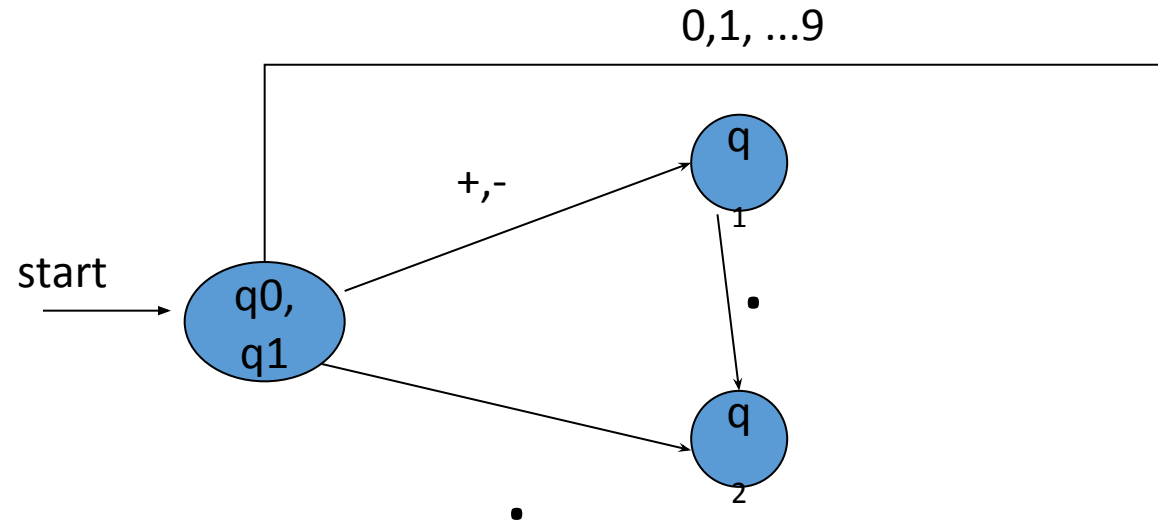 0,1, ...9
q
1
+,-
start
q0,
q1
.
q
2
.